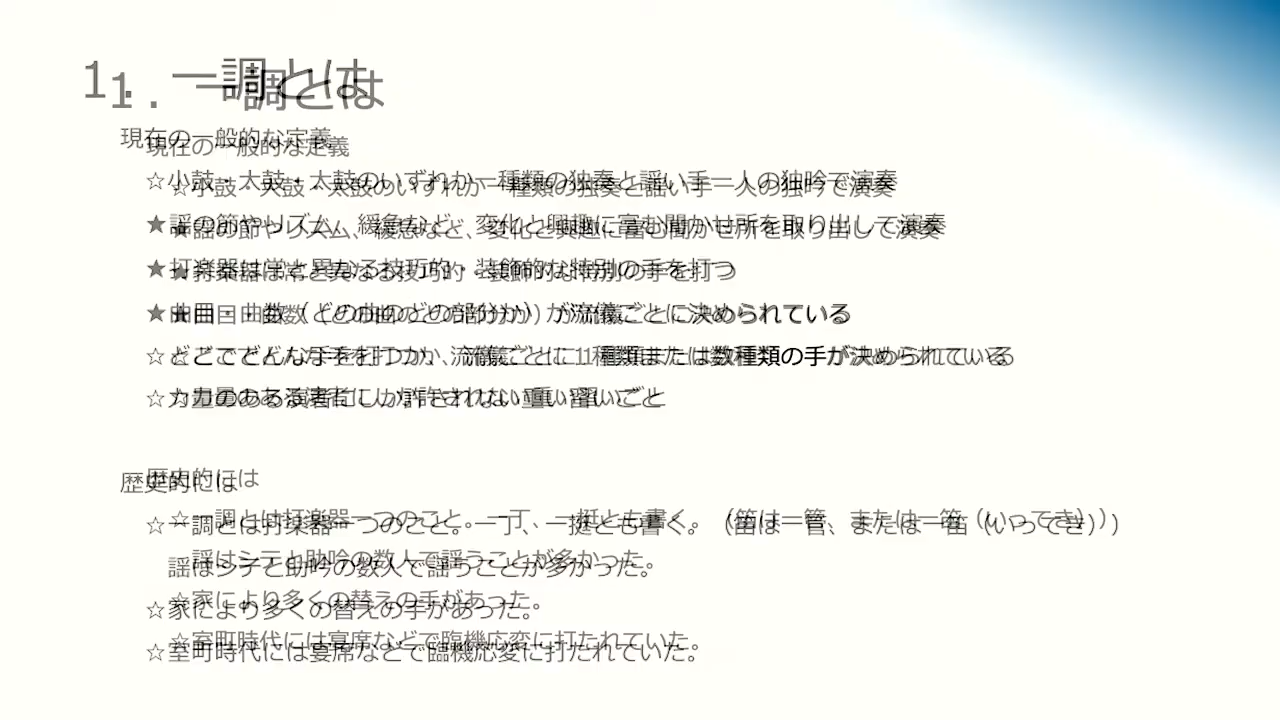 1. 一調とは
現在の一般的な定義
☆小鼓・大鼓・太鼓のいずれか一種類の独奏と謡い手一人の独吟で演奏
★謡の節やリズム、緩急など、変化と興趣に富む聞かせ所を取り出して演奏
★打楽器は常と異なる技巧的・装飾的な特別の手を打つ
★曲目・曲数（どの曲のどの部分か）が流儀ごとに決められている
☆どこでどんな手を打つか、流儀ごとに1種類または数種類の手が決められている
☆力量のある演者にしか許されない重い習いごと
歴史的には
☆一調とは打楽器一つのこと。一丁、一挺とも書く。（笛は一管、または一笛（いってき））
謡はシテと助吟の数人で謡うことが多かった。
☆家により多くの替えの手があった。
☆室町時代には宴席などで臨機応変に打たれていた。